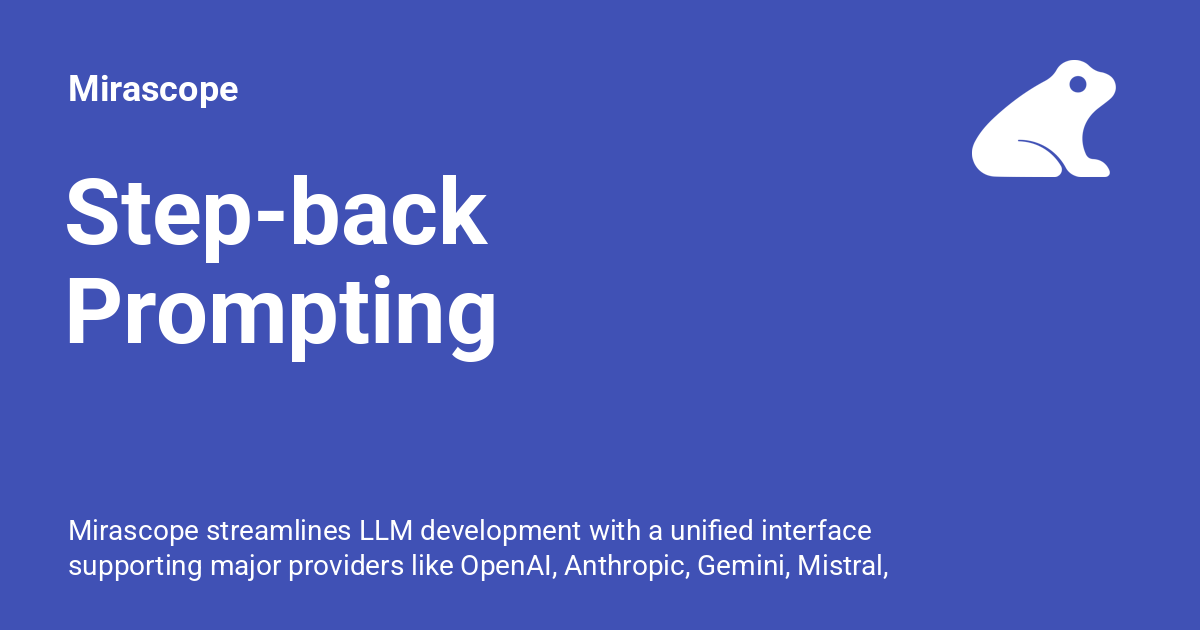 Mirascope
Step-back
Prompting
Mirascope streamlines LLM development with a unified interface
supporting major providers like OpenAI, Anthropic, Gemini, Mistral,